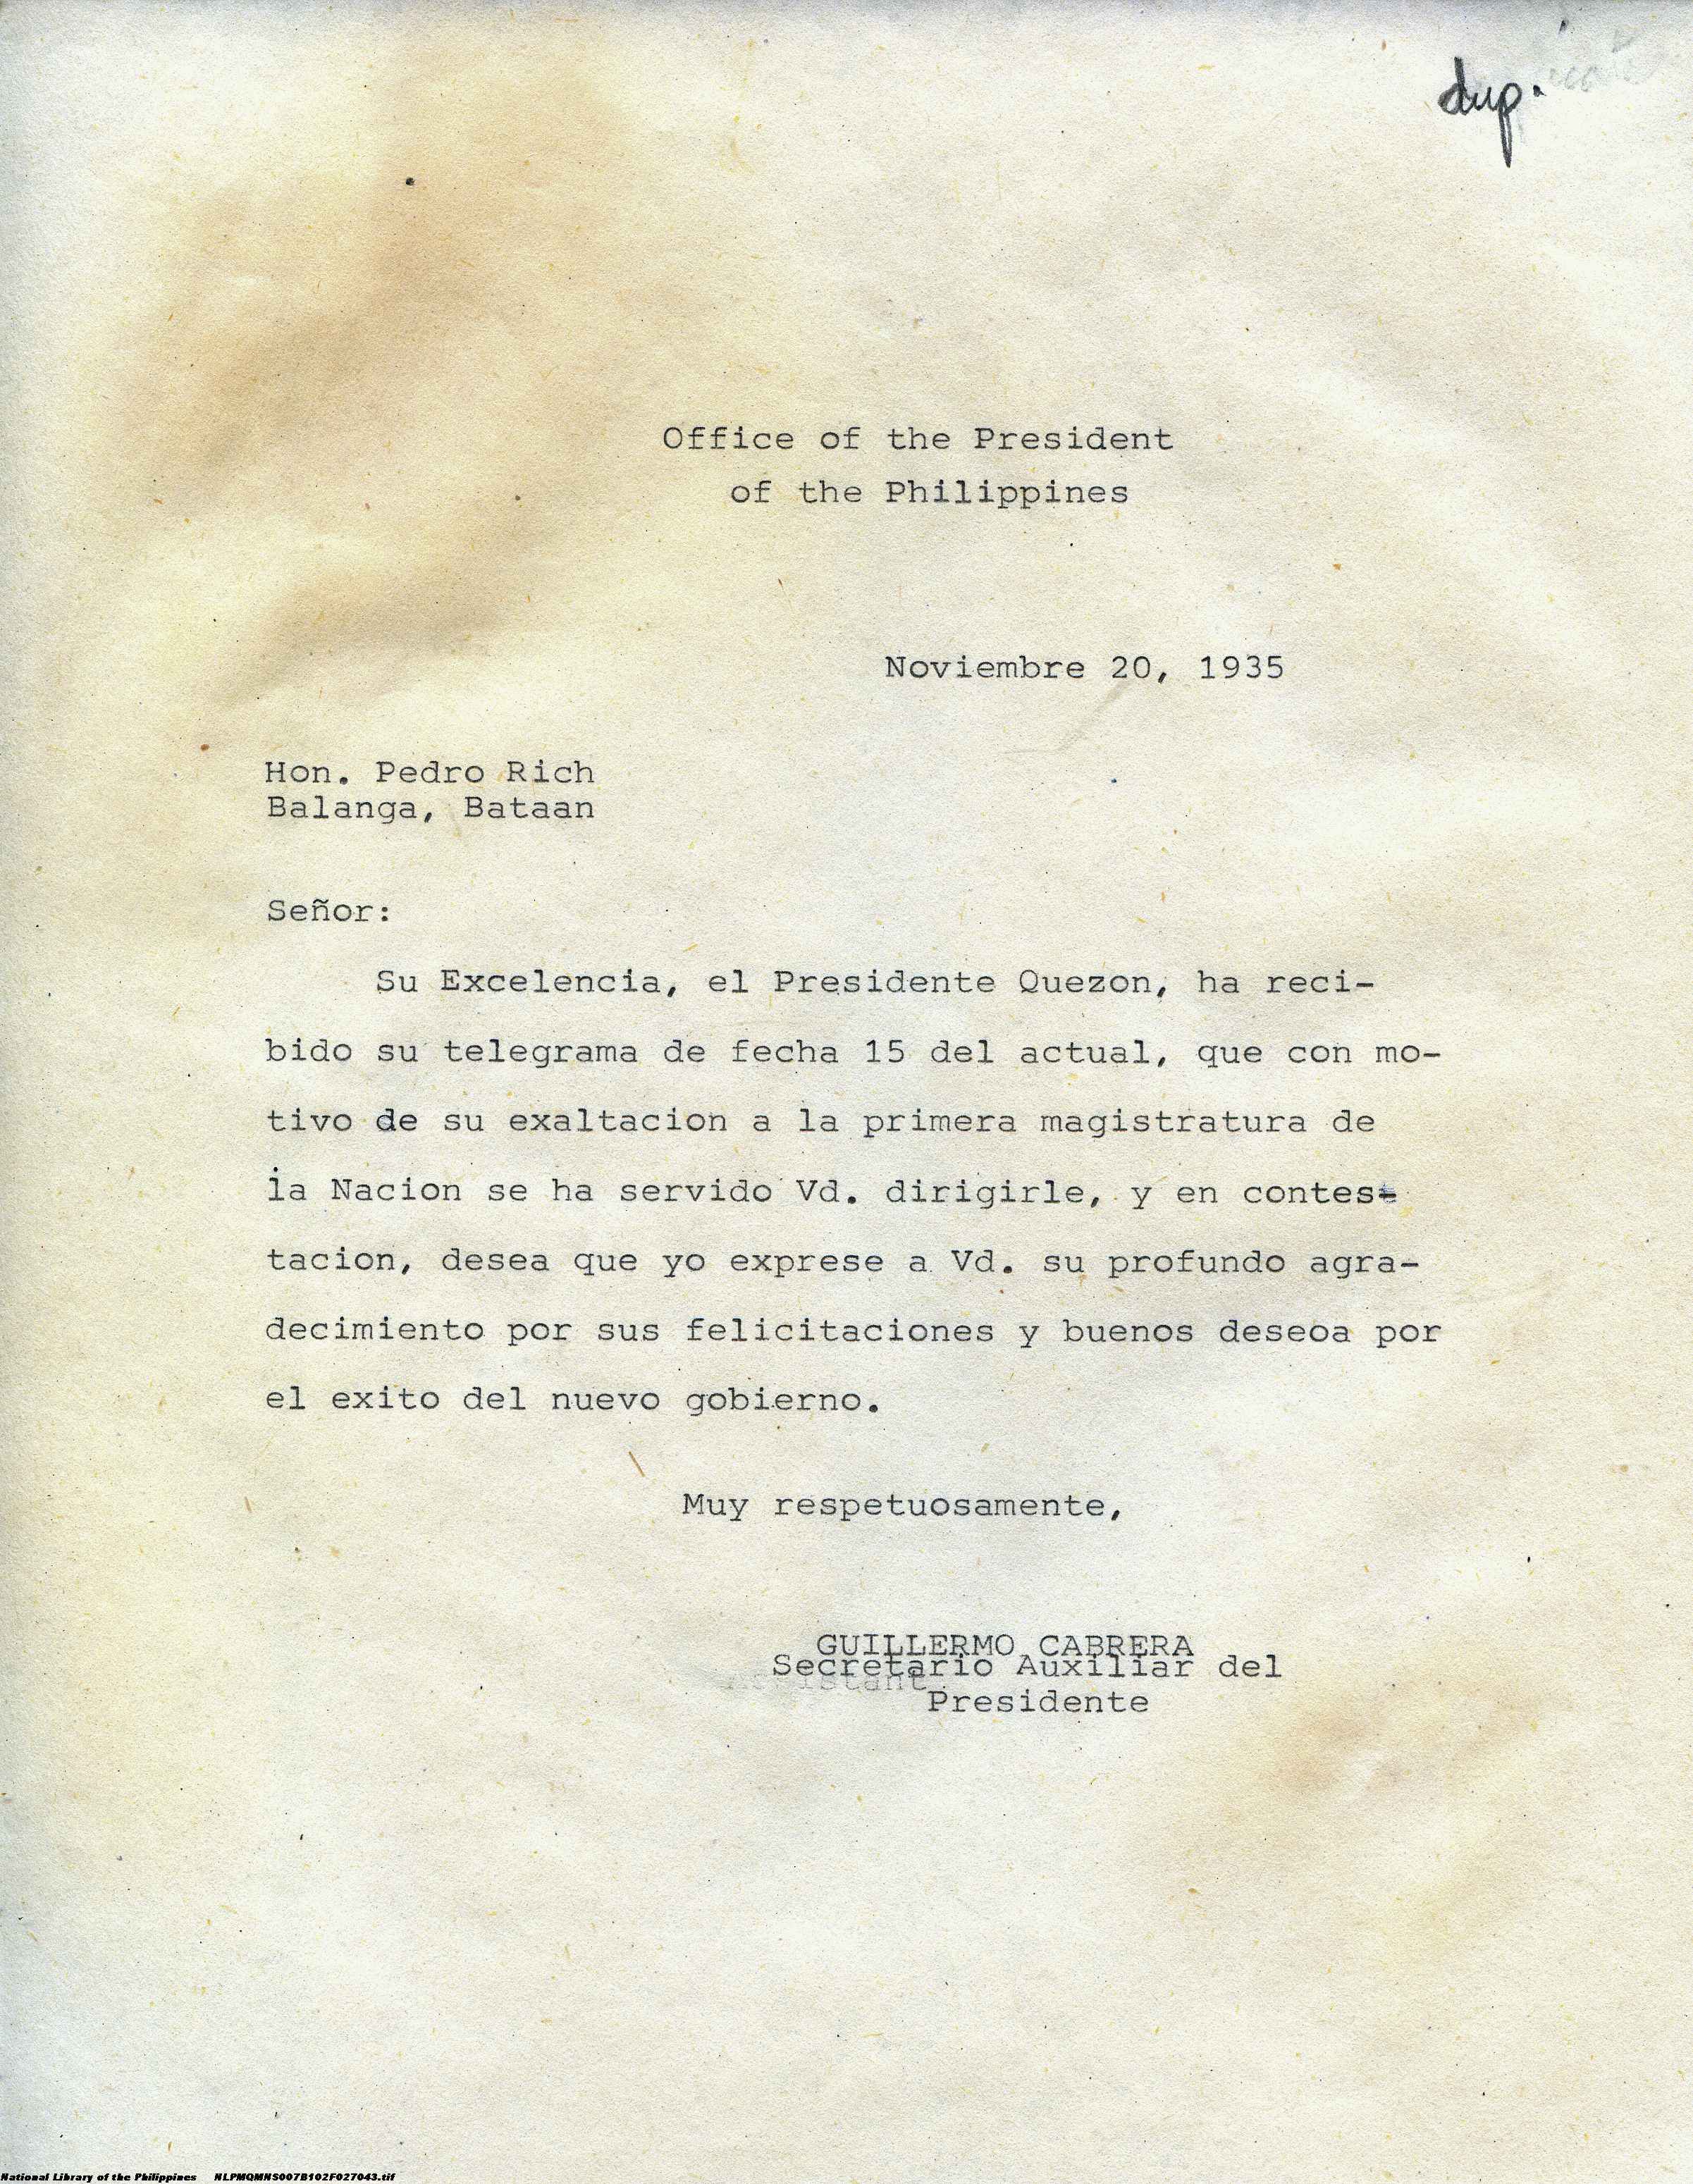 dup.
Office of the President
of the Philippines
Noviembre 20, 1935
Hon. Pedro Rich
Balanga, Bataan
Señor:
Su Excelencia, el Presidente Quezon, ha reci-
bido su telegrama de fecha 15 del actual, que con mo-
tivo de su exaltacion a la primera magistratura de
la Nacion se ha servido Vd. dirigirle, y en contes-
tacion, desea que yo exprese a Vd. su profundo agra-
decimiento por sus felicitaciones y buenos deseoa por
el exito del nuevo gobierno.
Muy respetuosamente,
GUILLERMO CABRERA
Secretario Auxiliar del
Presidente
National Library of the Philippines NLPMQMNS007B102F027043.tif